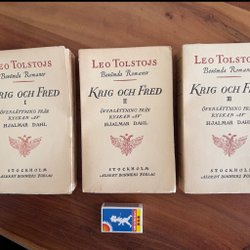 LEO TOLSTOJS
Berömda Romaner
KRIG OCH FRED
I
ÖVERSÄTTNING FRÅN
RYSKAN AV
HJALMAR DAHL
STOCKHOLM
ALBERT BONNIERS FÖRLAG
LEO TOLSTOJS
Berömda Romaner
KRIG OCH FRED
II
ÖVERSÄTTNING FRÅN
RYSKAN AV
HJALMAR DAHL
STOCKHOLM
ALBERT BONNIERS FÖRLAG
LEO TOLSTOJS
Berömda Romaner
KRIG OCH FRED
III
ÖVERSÄTTNING FRÅN
RYSKAN AV
HJALMAR DAHL
STOCKHOLM
ALBERT BONNIERS FÖRLAG